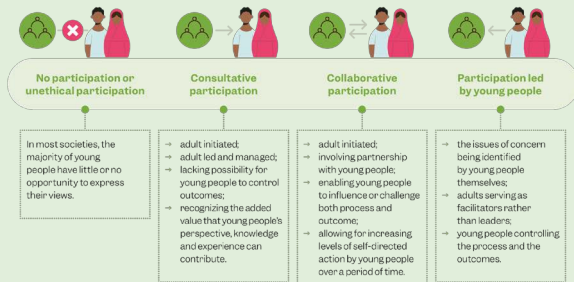 No participation or
unethical participation
Consultative
participation
Collaborative
participation
Participation led
by young people
In most societies, the
majority of young
people have little or no
opportunity to express
their views.
→ adult initiated;
→ adult led and managed;
→ lacking possibility for
young people to control
outcomes;
→ recognizing the added
value that young people's
perspective, knowledge
and experience can
contribute.
→ adult initiated;
→ involving partnership
with young people;
→ enabling young people
to influence or challenge
both process and
outcome;
→ allowing for increasing
levels of self-directed
action by young people
over a period of time.
→ the issues of concern
being identified
by young people
themselves;
→ adults serving as
facilitators rather
than leaders;
→ young people controlling
the process and the
outcomes.